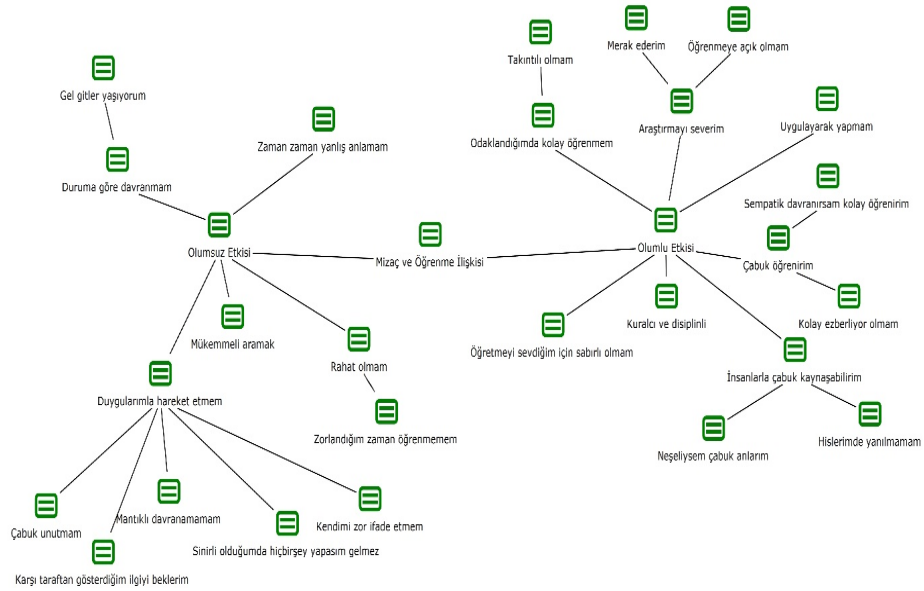 Merak ederim
Öğrenmeye açık olmam
Takıntılı olmam
Gel gitler yaşıyorum
Araştırmayı severim
Uygulayarak yapmam
Zaman zaman yanlış anlamam
Odaklandığımda kolay öğrenmem
Duruma göre davranmam
Sempatik davranırsam kolay öğrenirim
Olumsuz Etkisi
Mizaç ve Öğrenme İlişkisi
Olumlu Etkisi
Çabuk öğrenirim
Mükemmeli aramak
Kuralcı ve disiplinli
Kolay ezberliyor olmam
Rahat olmam
Öğretmeyi sevdiğim için sabırlı olmam
İnsanlarla çabuk kaynaşabilirim
Duygularımla hareket etmem
Zorlandığım zaman öğrenmemem
Neşeliysem çabuk anlarım
Hislerimde yanılmamam
Çabuk unutmam
Mantıklı davranamamam
Kendimi zor ifade etmem
Sinirli olduğumda hiçbirşey yapasım gelmez
Karşı taraftan gösterdiğim ilgiyi beklerim